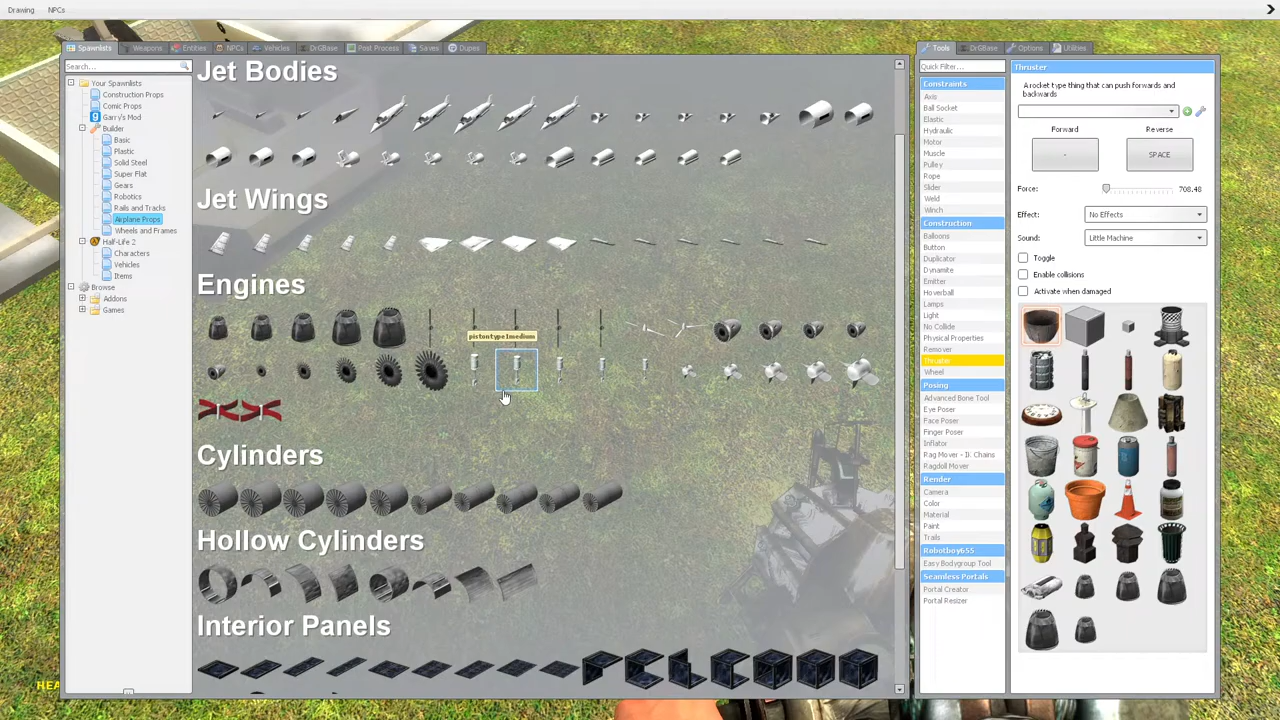 Drawing NPCs
Spawnlists Weapons Entities NPCs Vehicles DrGBase Post Process Saves Dupes
Search...
Your Spawnlists
Construction Props
Comic Props
Garry's Mod
Builder
Basic
Plastic
Solid Steel
Super Flat
Gears
Robotics
Rails and Tracks
Airplane Props
Wheels and Frames
Half-Life 2
Characters
Vehicles
Items
Browse
Addons
Games
Jet Bodies
Jet Wings
Engines
pistontype1medium
Cylinders
Hollow Cylinders
Interior Panels
Tools DrGBase Options Utilities
Quick Filter...
Constraints
Axis
Ball Socket
Elastic
Hydraulic
Motor
Muscle
Pulley
Rope
Slider
Weld
Winch
Construction
Balloons
Button
Duplicator
Dynamite
Emitter
Hoverball
Lamps
Light
No Collide
Physical Properties
Remover
Thruster
Wheel
Posing
Advanced Bone Tool
Eye Poser
Face Poser
Finger Poser
Inflator
Rag Mover - IK Chains
Ragdoll Mover
Render
Camera
Color
Material
Paint
Trails
Robotboy655
Easy Bodygroup Tool
Seamless Portals
Portal Creator
Portal Resizer
Thruster
A rocket type thing that can push forwards and
backwards
Forward Reverse
- SPACE
Force: 708.48
Effect: No Effects
Sound: Little Machine
Toggle
Enable collisions
Activate when damaged